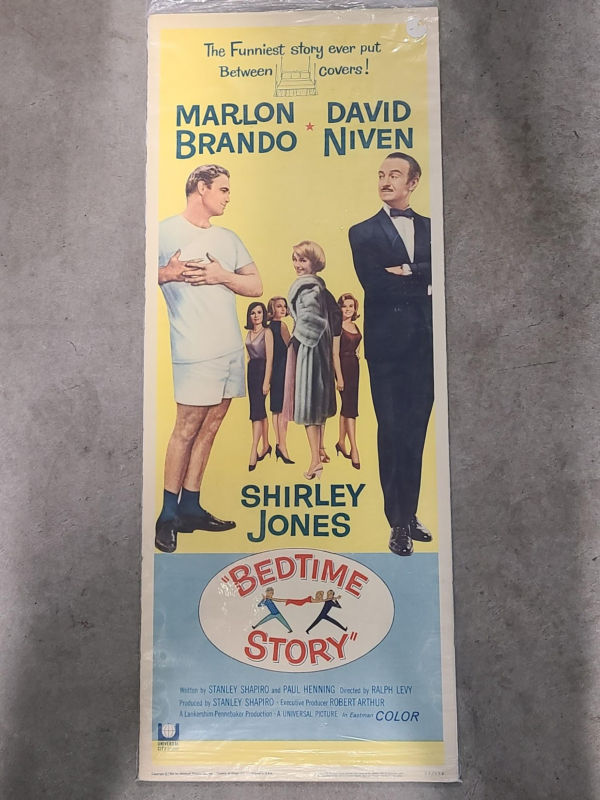 The Funniest story ever put
Between covers!
MARLON BRANDO
DAVID NIVEN
SHIRLEY
JONES
"BEDTIME
STORY"
Written by STANLEY SHAPIRO and PAUL HENNING Directed by RALPH LEVY
Produced by STANLEY SHAPIRO · Executive Producer ROBERT ARTHUR
A Lankershim-Pennebaker Production · A UNIVERSAL PICTURE In Eastman COLOR
UNIVERSAL